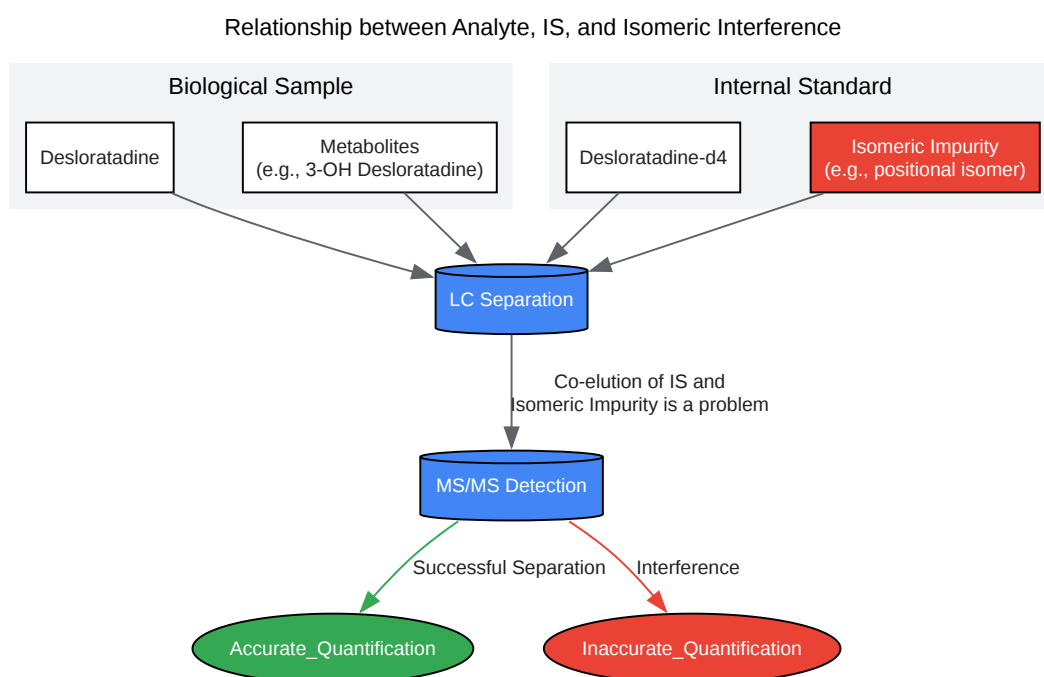 Relationship between Analyte, IS, and Isomeric Interference
Biological Sample
Internal Standard
Desloratadine
Metabolites
(e.g., 3-OH Desloratadine)
Desloratadine-d4
Isomeric Impurity
(e.g., positional isomer)
LC Separation
Co-elution of IS and
Isomeric Impurity is a problem
MS/MS Detection
Successful Separation
Interference
Accurate_Quantification
Inaccurate_Quantification